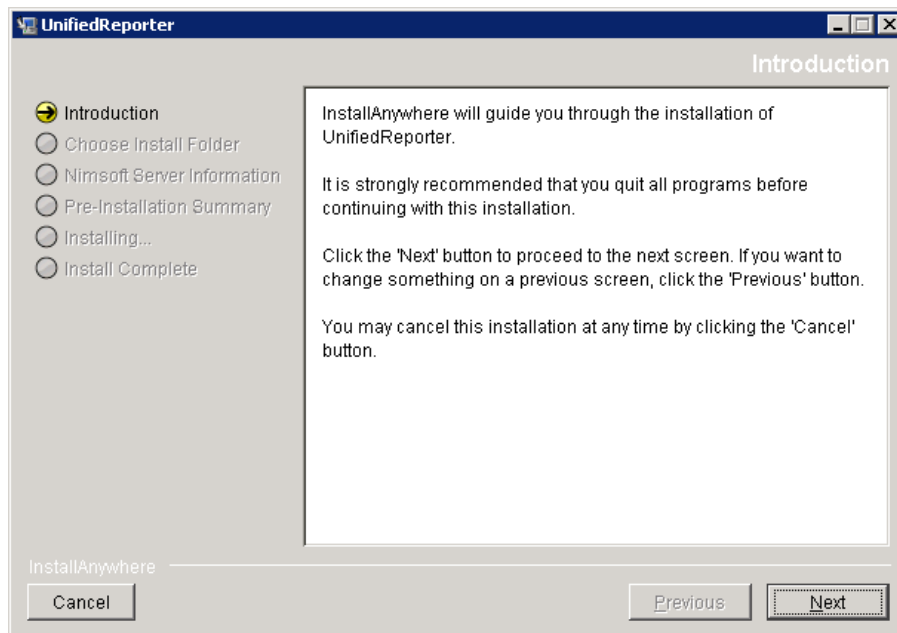 UnifiedReporter
Introduction
Introduction
Choose Install Folder
Nimsoft Server Information
Pre-Installation Summary
Installing...
Install Complete
InstallAnywhere will guide you through the installation of
UnifiedReporter.
It is strongly recommended that you quit all programs before
continuing with this installation.
Click the 'Next' button to proceed to the next screen. If you want to
change something on a previous screen, click the 'Previous' button.
You may cancel this installation at any time by clicking the 'Cancel'
button.
InstallAnywhere
Cancel
Previous
Next